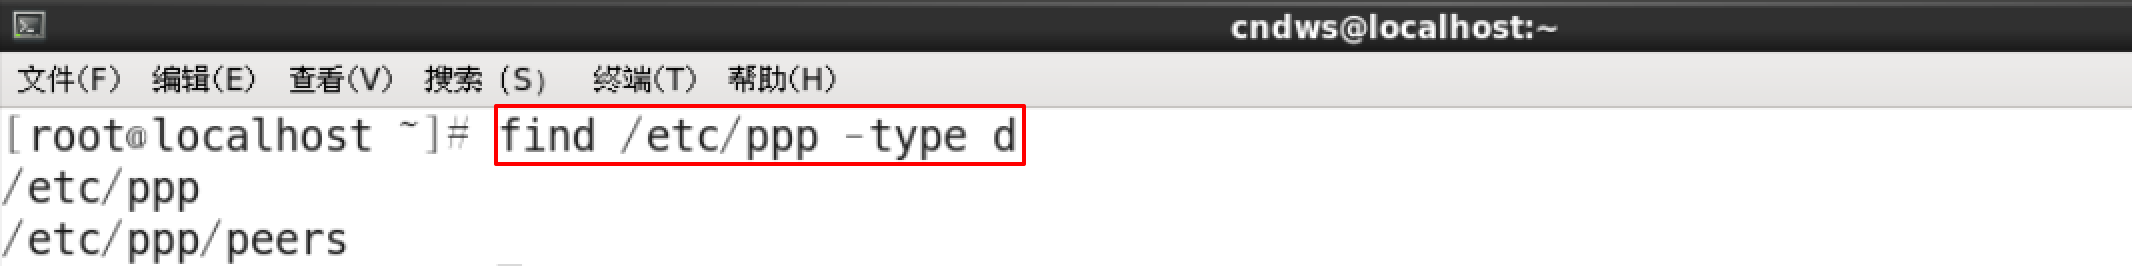 cndws@localhost:~
文件(F) 编辑(E) 查看(V) 搜索 (S) 终端(T) 帮助(H)
[root@localhost ~]# find /etc/ppp -type d
/etc/ppp
/etc/ppp/peers